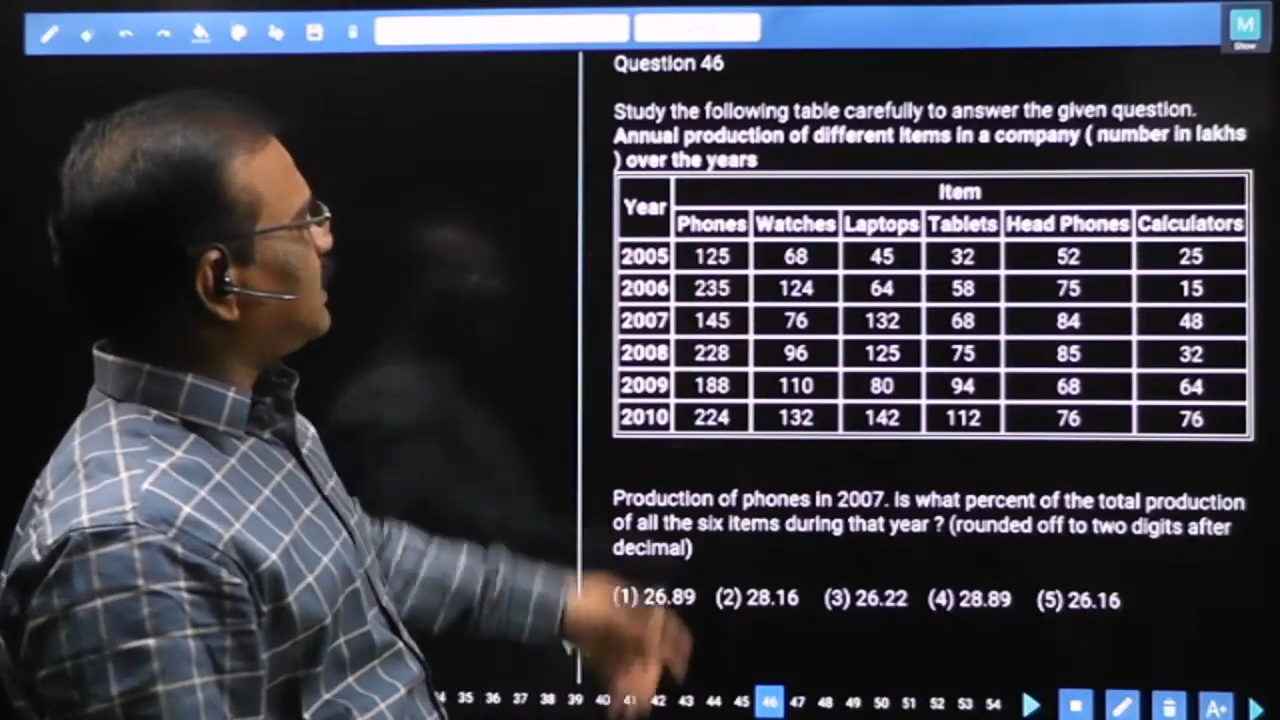 M
Show
Question 46
Study the following table carefully to answer the given question.
Annual production of different items in a company ( number in lakhs
) over the years
Year Item
Phones Watches Laptops Tablets Head Phones Calculators
2005 125 68 45 32 52 25
2006 235 124 64 58 75 15
2007 145 76 132 68 84 48
2008 228 96 125 75 85 32
2009 188 110 80 94 68 64
2010 224 132 142 112 76 76
Production of phones in 2007. is what percent of the total production
of all the six items during that year ? (rounded off to two digits after
decimal)
(1) 26.89 (2) 28.16 (3) 26.22 (4) 28.89 (5) 26.16
35 36 37 38 39 40 41 42 43 44 45 46 47 48 49 50 51 52 53 54 A+